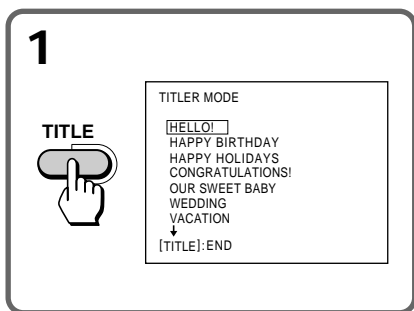 1
TITLE
TITLER MODE
HELLO!
HAPPY BIRTHDAY
HAPPY HOLIDAYS
CONGRATULATIONS!
OUR SWEET BABY
WEDDING
VACATION
[TITLE]:END